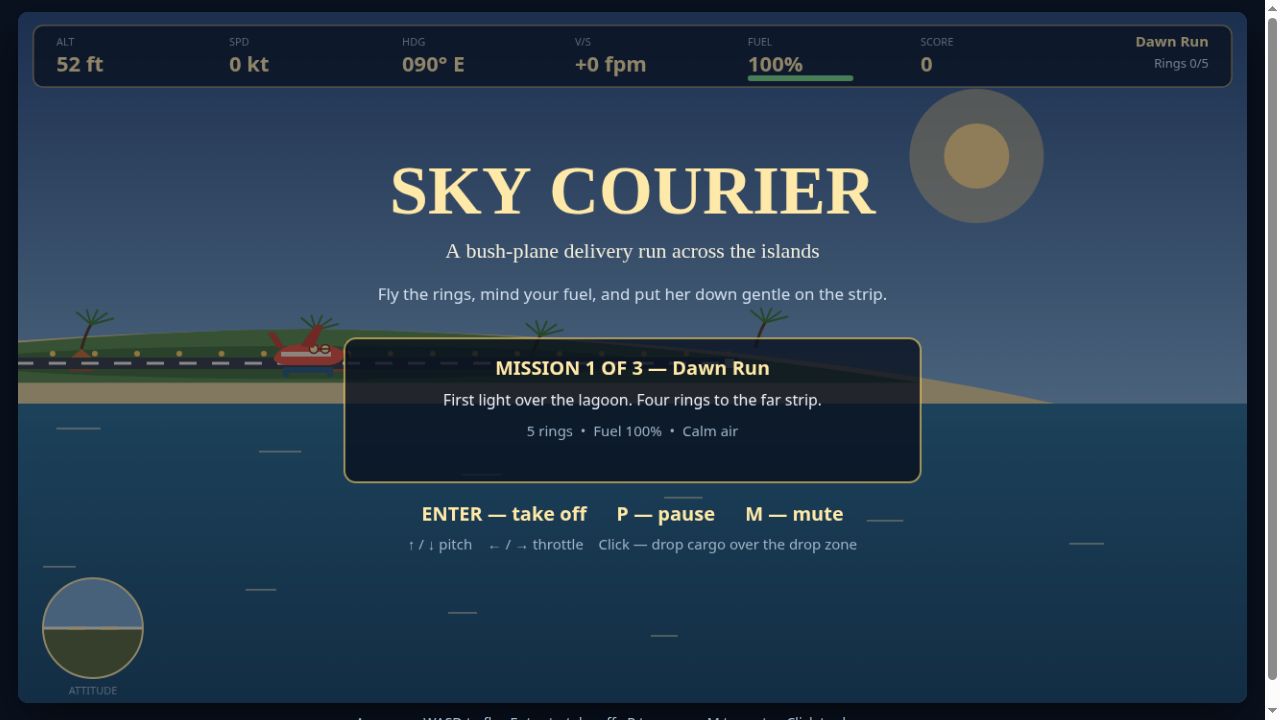 ALT SPD HDG V/S FUEL SCORE Dawn Run
52 ft 0 kt 090° E +0 fpm 100% 0 Rings 0/5
SKY COURIER
A bush-plane delivery run across the islands
Fly the rings, mind your fuel, and put her down gentle on the strip.
MISSION 1 OF 3 — Dawn Run
First light over the lagoon. Four rings to the far strip.
5 rings • Fuel 100% • Calm air
ENTER — take off P — pause M — mute
↑ / ↓ pitch ← / → throttle Click — drop cargo over the drop zone
ATTITUDE